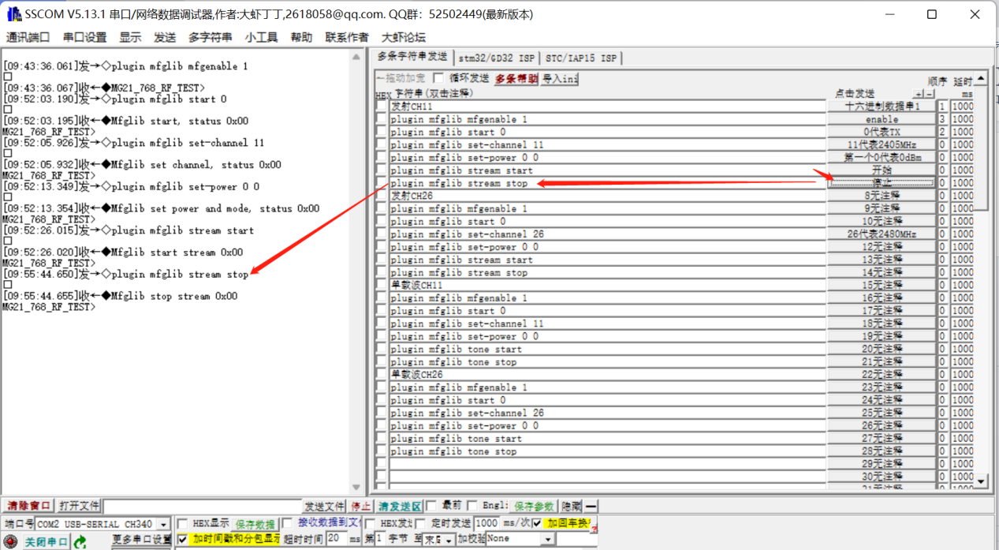 SSCOM V5.13.1 串口/网络数据调试器,作者:大虾丁丁,2618058@qq.com. QQ群：52502449(最新版本)
通讯端口 串口设置 显示 发送 多字符串 小工具 帮助 联系作者 大虾论坛
[09:43:36.061]发→◇plugin mfglib mfgenable 1
□
[09:43:36.067]收←◆MG21_768_RF_TEST>
[09:52:03.190]发→◇plugin mfglib start 0
□
[09:52:03.195]收←◆Mfglib start, status 0x00
MG21_768_RF_TEST>
[09:52:05.926]发→◇plugin mfglib set-channel 11
□
[09:52:05.932]收←◆Mfglib set channel, status 0x00
MG21_768_RF_TEST>
[09:52:13.349]发→◇plugin mfglib set-power 0 0
□
[09:52:13.354]收←◆Mfglib set power and mode, status 0x00
MG21_768_RF_TEST>
[09:52:26.015]发→◇plugin mfglib stream start
□
[09:52:26.020]收←◆Mfglib start stream 0x00
MG21_768_RF_TEST>
[09:55:44.650]发→◇plugin mfglib stream stop
□
[09:55:44.655]收←◆Mfglib stop stream 0x00
MG21_768_RF_TEST>
多条字符串发送 stm32/GD32 ISP STC/IAP15 ISP
拖动加宽 循环发送 多条帮助 导入ini 顺序 延时
HEX 字符串(双击注释) 点击发送 +- ms
发射CH11 十六进制数据串1 1 1000
plugin mfglib mfgenable 1 enable 3 1000
plugin mfglib start 0 0代表TX 2 1000
plugin mfglib set-channel 11 11代表2405MHz 0 1000
plugin mfglib set-power 0 0 第一个0代表0dBm 0 1000
plugin mfglib stream start 开始 0 1000
plugin mfglib stream stop 停止 0 1000
发射CH26 8无注释 0 1000
plugin mfglib mfgenable 1 9无注释 0 1000
plugin mfglib start 0 10无注释 0 1000
plugin mfglib set-channel 26 26代表2480MHz 0 1000
plugin mfglib set-power 0 0 12无注释 0 1000
plugin mfglib stream start 13无注释 0 1000
plugin mfglib stream stop 14无注释 0 1000
单载波CH11 15无注释 0 1000
plugin mfglib mfgenable 1 16无注释 0 1000
plugin mfglib start 0 17无注释 0 1000
plugin mfglib set-channel 11 18无注释 0 1000
plugin mfglib set-power 0 0 19无注释 0 1000
plugin mfglib tone start 20无注释 0 1000
plugin mfglib tone stop 21无注释 0 1000
单载波CH26 22无注释 0 1000
plugin mfglib mfgenable 1 23无注释 0 1000
plugin mfglib start 0 24无注释 0 1000
plugin mfglib set-channel 26 25无注释 0 1000
plugin mfglib set-power 0 0 26无注释 0 1000
plugin mfglib tone start 27无注释 0 1000
plugin mfglib tone stop 28无注释 0 1000
29无注释 0 1000
30无注释 0 1000
清除窗口 打开文件 发送文件 停止 清发送区 最前 Engli 保存参数 隐藏
端口号 COM2 USB-SERIAL CH340 HEX显示 保存数据 接收数据到文 HEX发 定时发送 1000 ms/次 加回车换
关闭串口 更多串口设置 加时间戳和分包显示 超时时间 20 ms 第1 字节 至 末尾 加校验 None